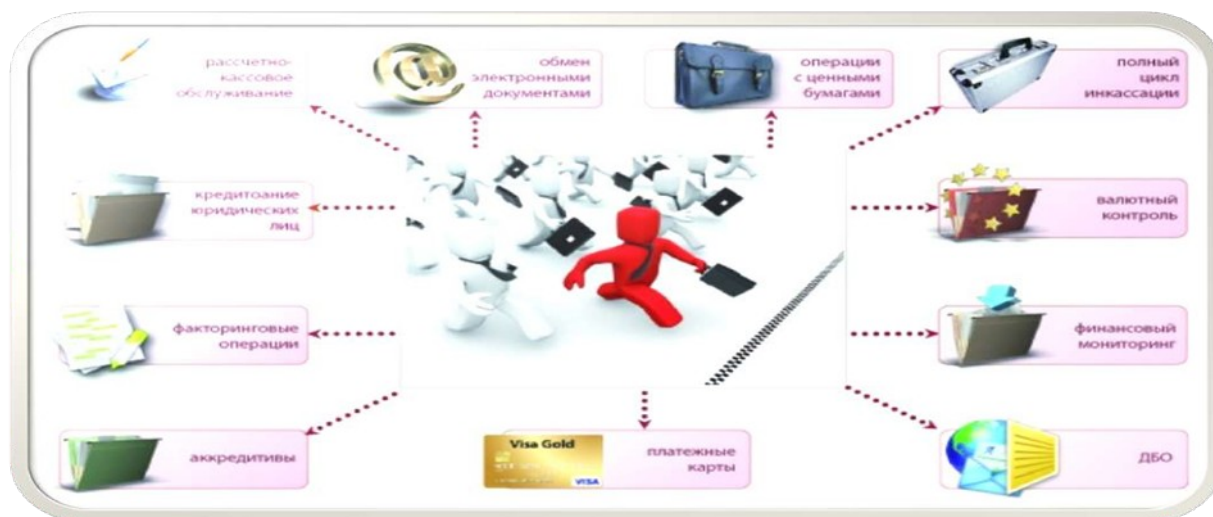 рассчетно-
кассовое
обслуживание
обмен
электронными
документами
операции
с ценными
бумагами
полный
цикл
инкассации
кредитоание
юридических
лиц
валютный
контроль
факторинговые
операции
финансовый
мониторинг
аккредитивы
Visa Gold
VISA
платежные
карты
ДБО